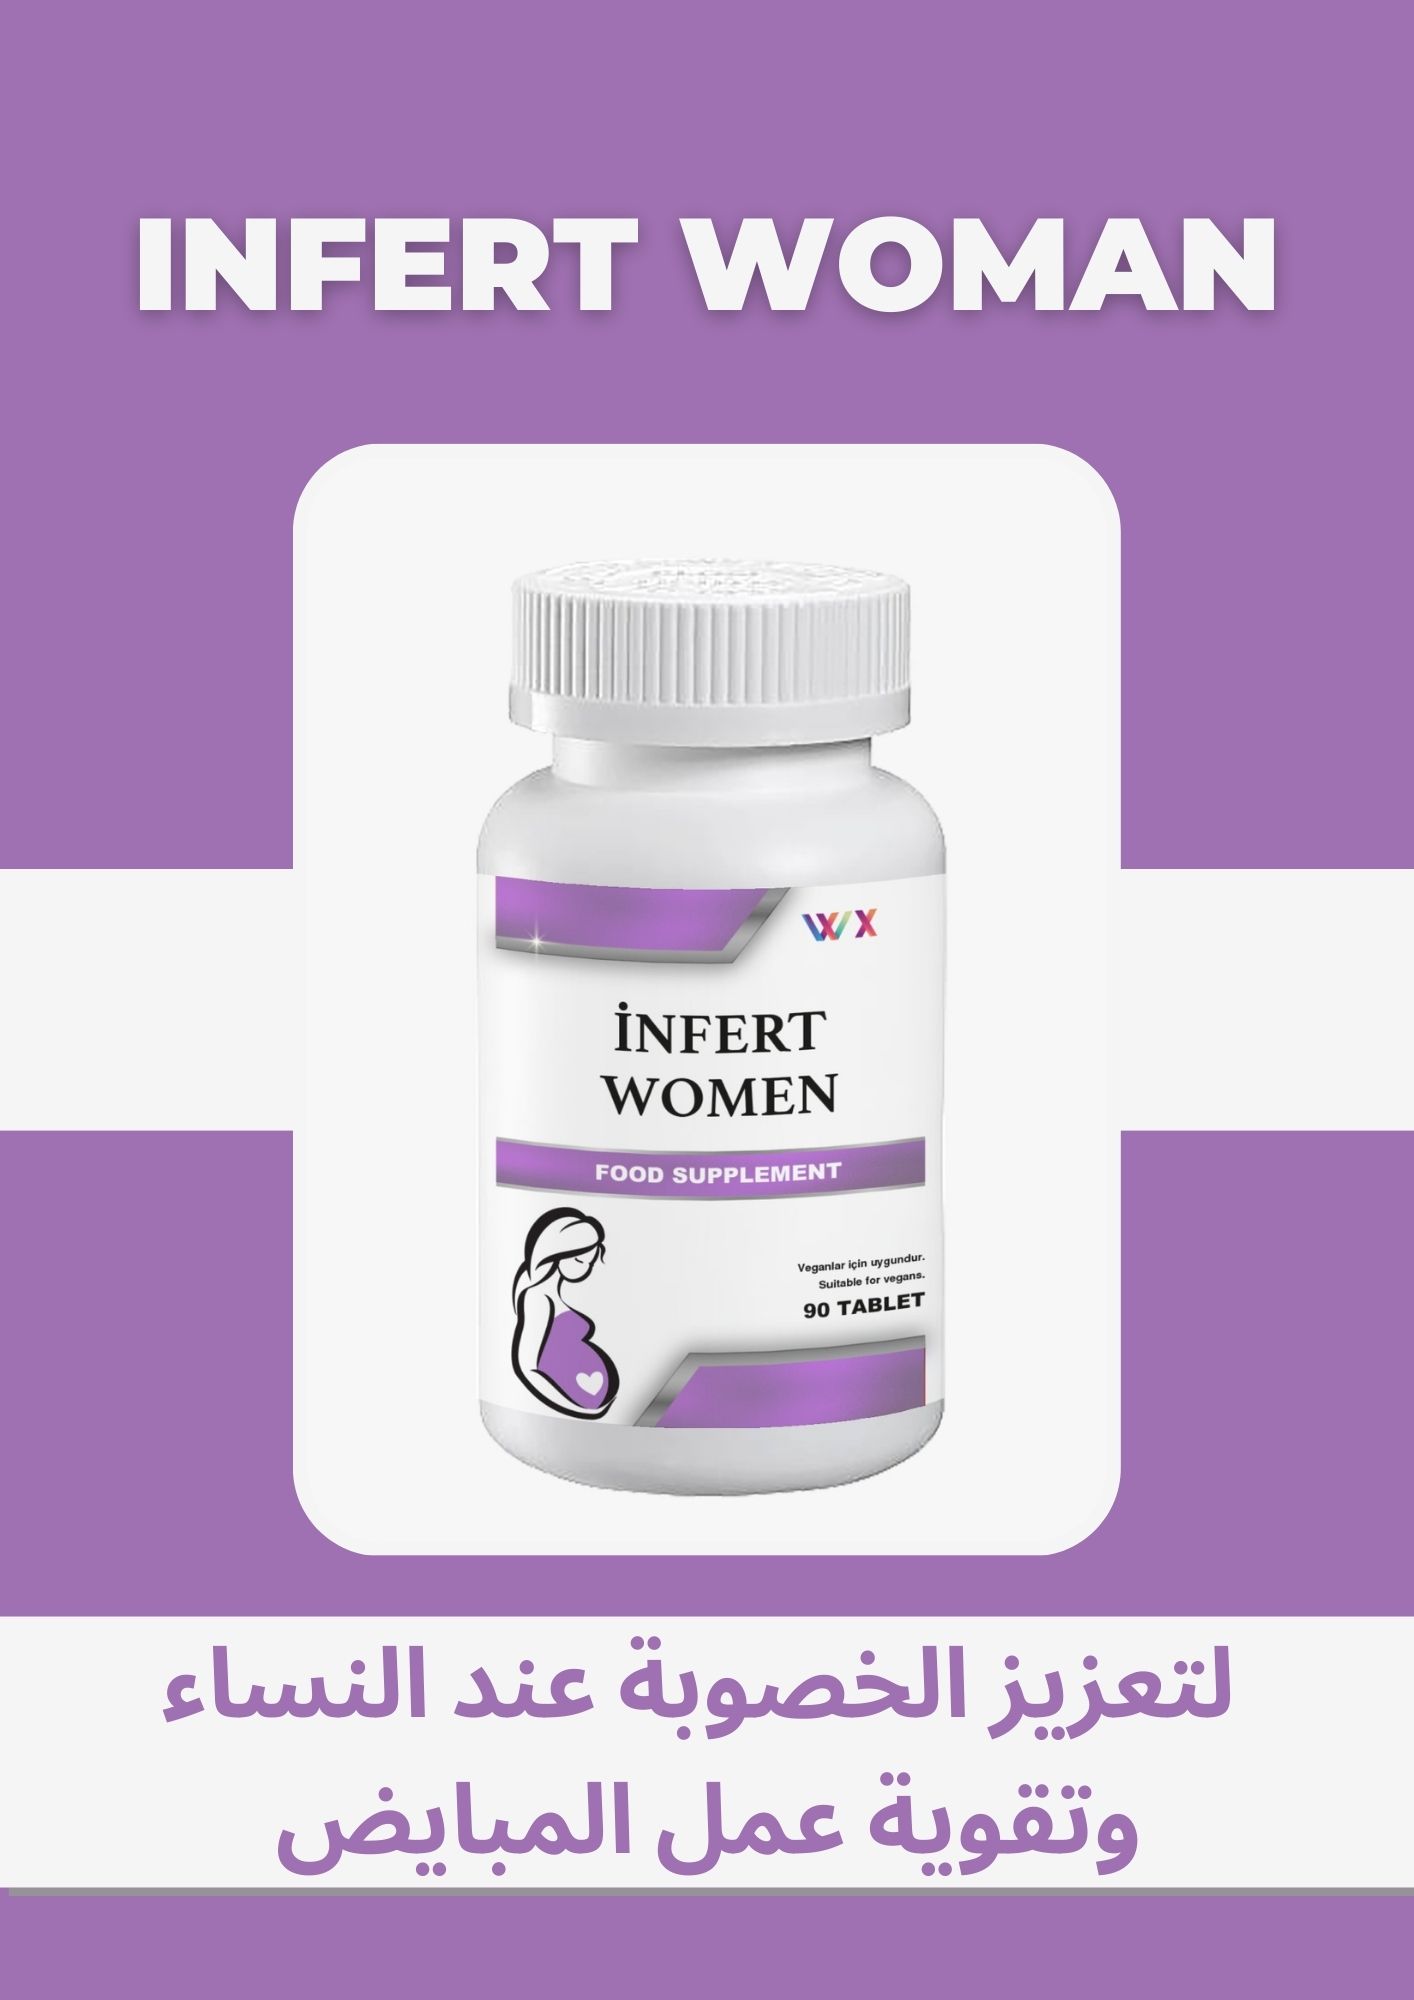 INFERT WOMAN
WX
İNFERT
WOMEN
FOOD SUPPLEMENT
Veganlar için uygundur.
Suitable for vegans.
90 TABLET
لتعزيز الخصوبة عند النساء
وتقوية عمل المبايض